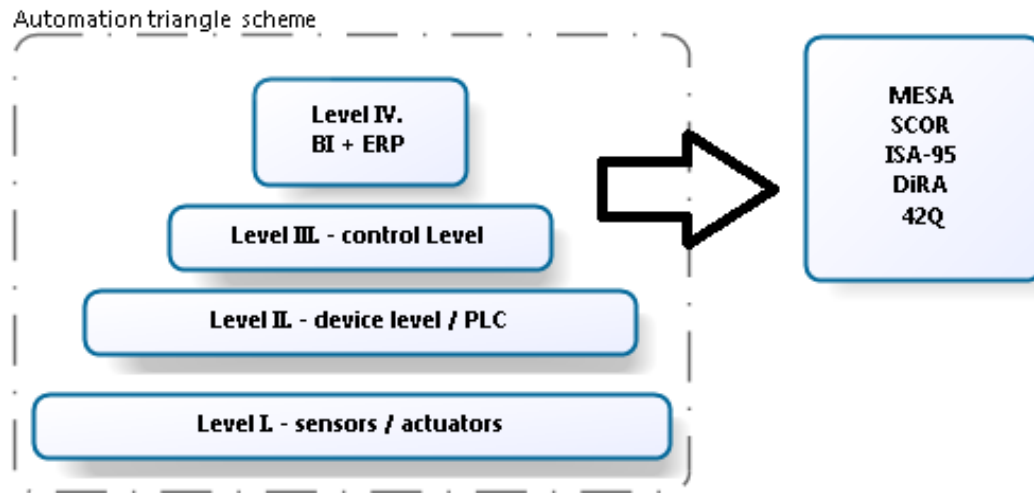 Automation triangle scheme
Level IV.
BI + ERP
Level III. - control Level
Level II. - device level / PLC
Level I. - sensors / actuators
MESA
SCOR
ISA-95
DiRA
42Q